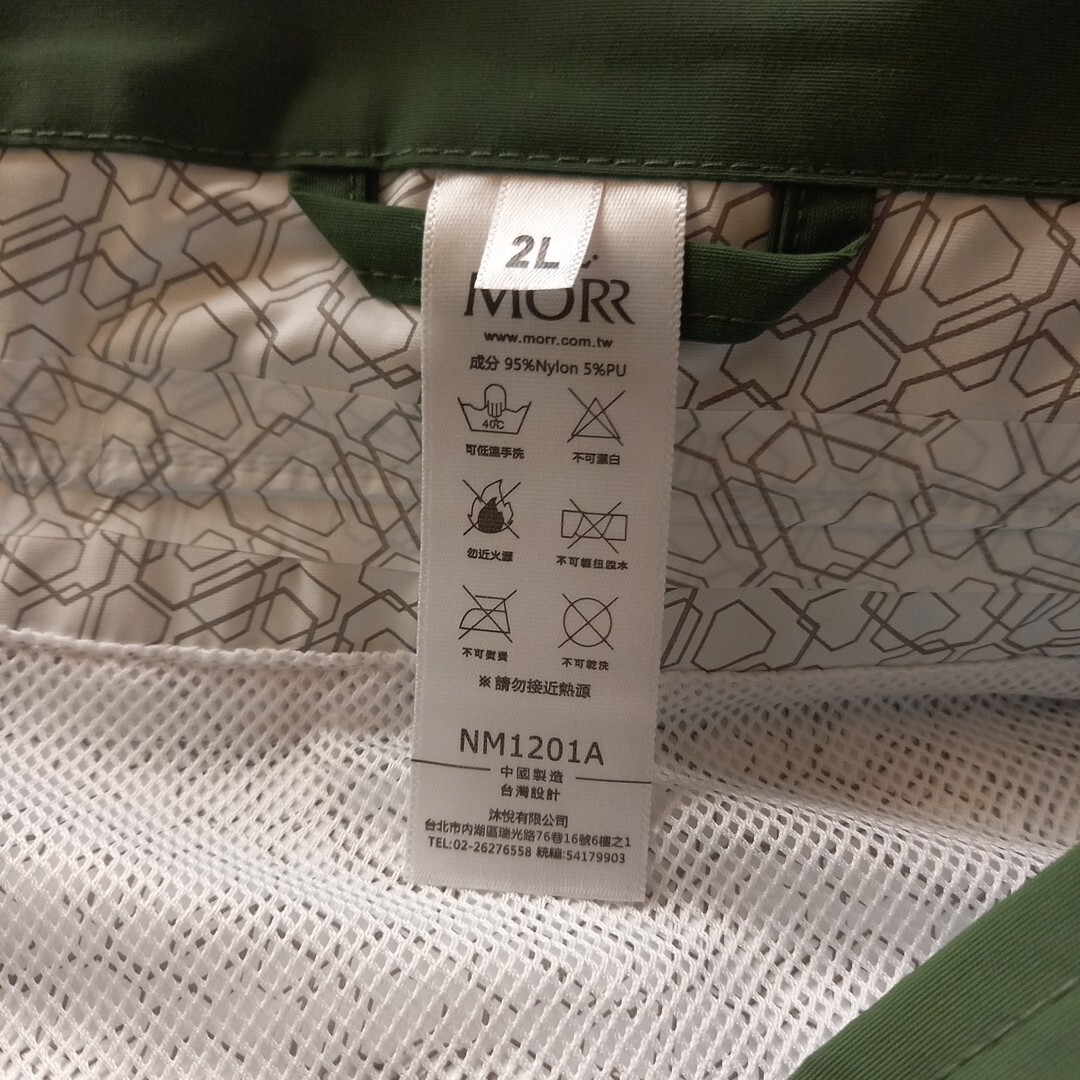 2L
MORR
www.morr.com.tw
成分 95%Nylon 5%PU
40C
可低溫手洗 不可漂白
勿近火源 不可輕扭脫水
不可熨燙 不可乾洗
※請勿接近熱源
NM1201A
中國製造
台灣設計
沐悅有限公司
台北市內湖區瑞光路76巷16號6樓之1
TEL:02-26276558 統編:54179903